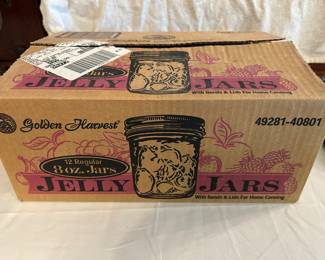 Jars
JELLY JARS
With Bands & Lids For Home Canning
Golden Harvest®
49281-40801
12 Regular
8 oz. Jars
JELLY JARS
With Bands & Lids For Home Canning